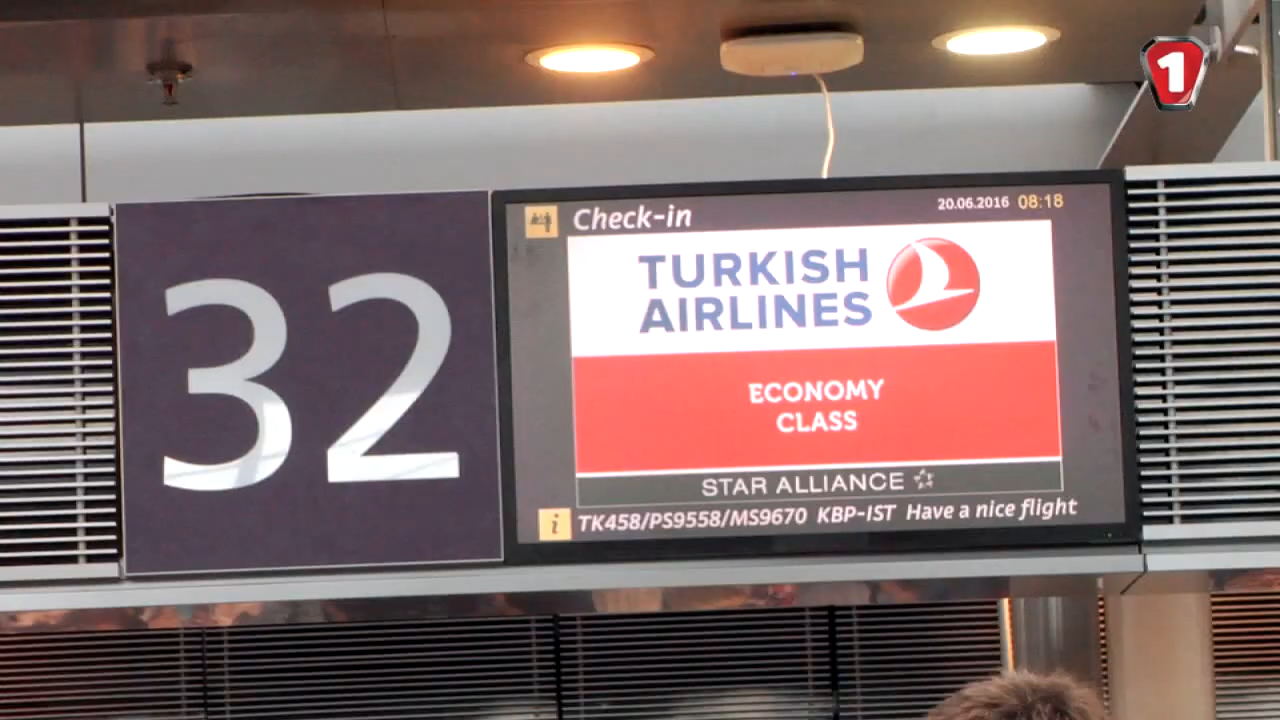 1
32
Check-in
20.06.2016 08:18
TURKISH
AIRLINES
ECONOMY
CLASS
STAR ALLIANCE
i TK458/PS9558/MS9670 KBP-IST Have a nice flight